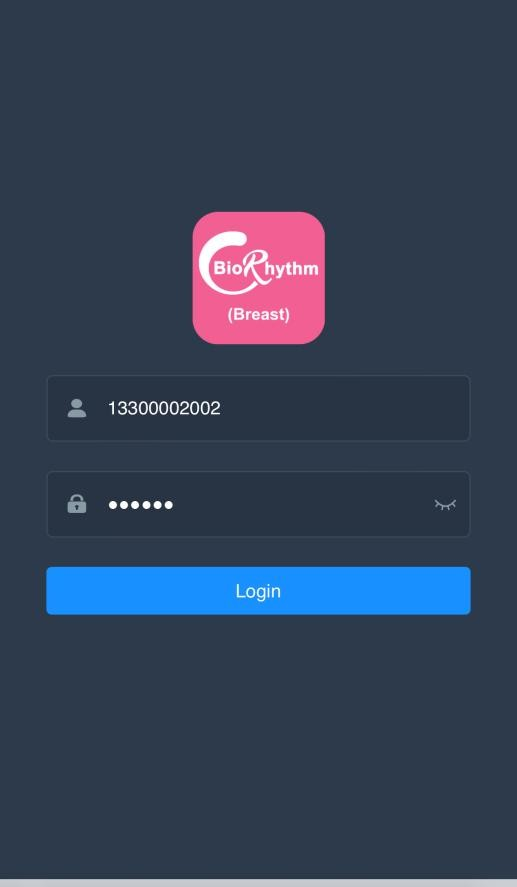 BioRhythm
(Breast)
13300002002
••••••
Login